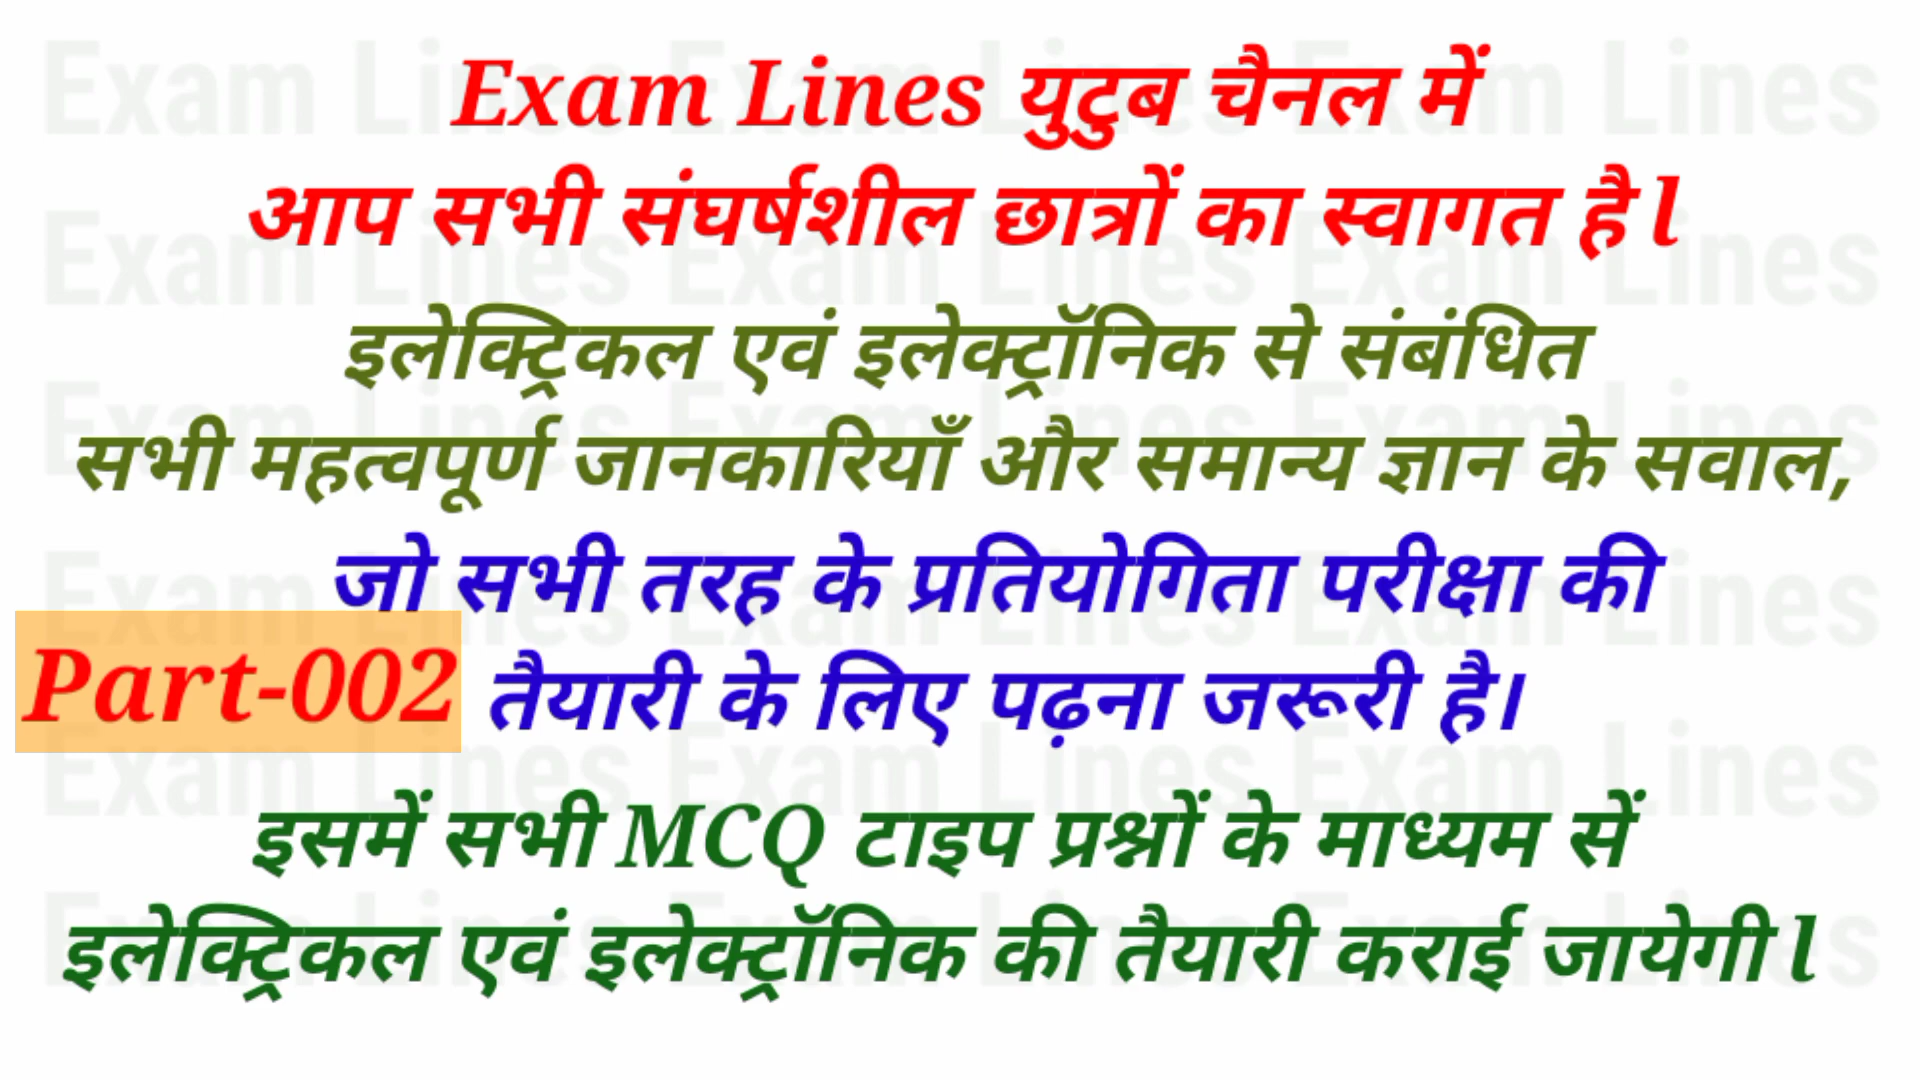 Exam Lines युटुब चैनल में
आप सभी संघर्षशील छात्रों का स्वागत है l
इलेक्ट्रिकल एवं इलेक्ट्रॉनिक से संबंधित
सभी महत्वपूर्ण जानकारियाँ और समान्य ज्ञान के सवाल,
जो सभी तरह के प्रतियोगिता परीक्षा की
Part-002 तैयारी के लिए पढ़ना जरूरी है।
इसमें सभी MCQ टाइप प्रश्नों के माध्यम सें
इलेक्ट्रिकल एवं इलेक्ट्रॉनिक की तैयारी कराई जायेगी l